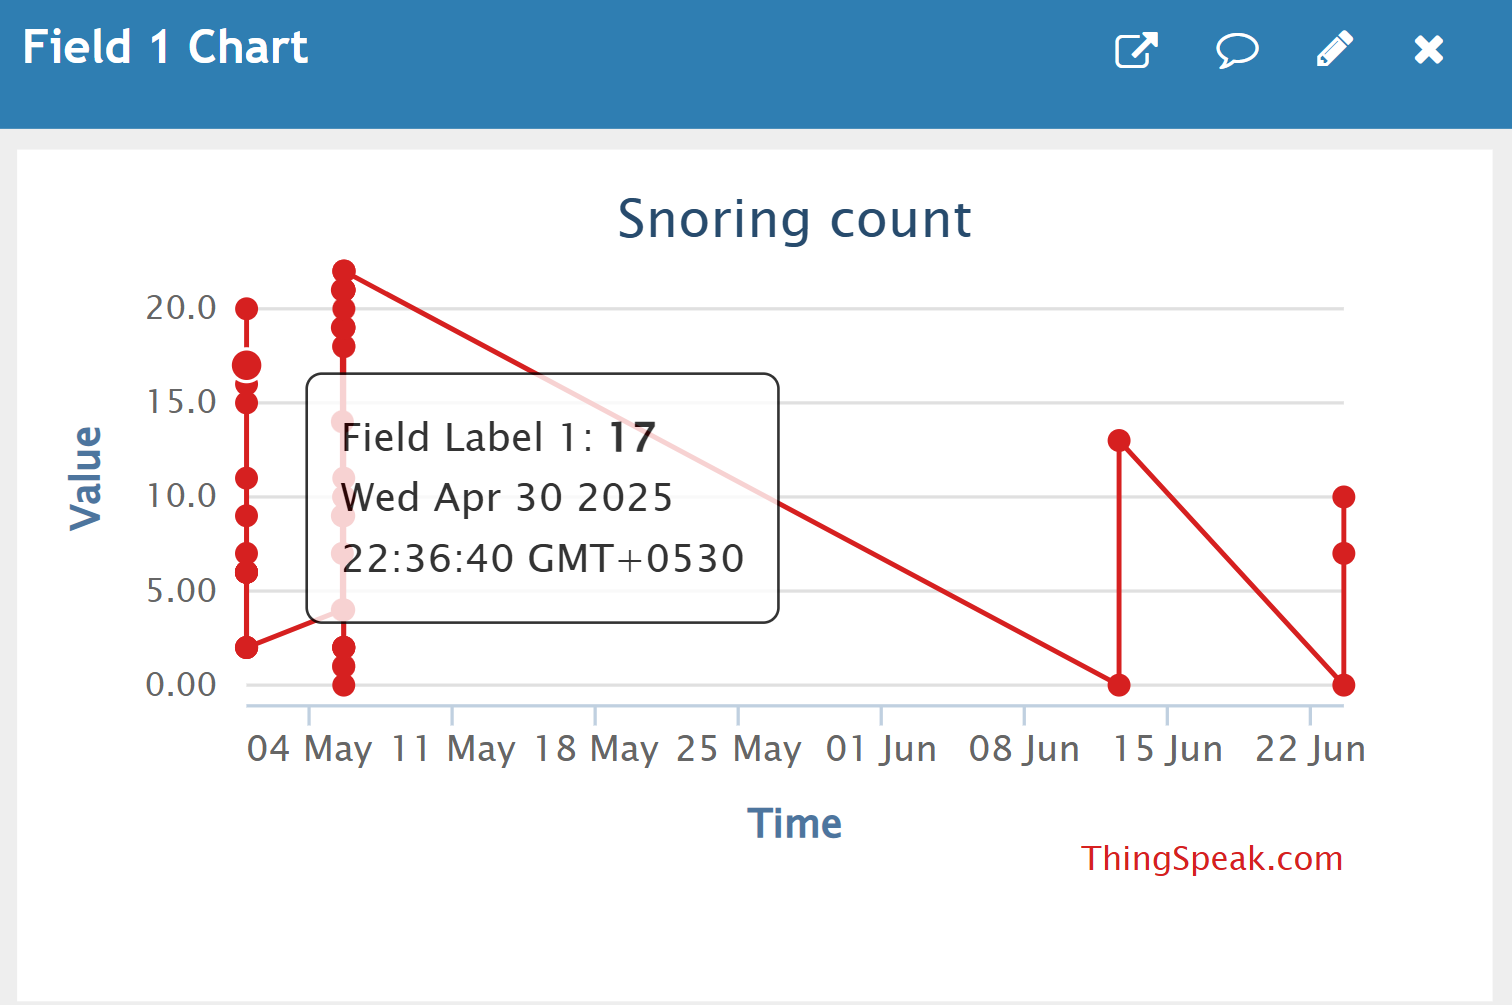 Field 1 Chart
Snoring count
20.0
15.0
10.0
5.00
0.00
Value
Field Label 1: 17
Wed Apr 30 2025
22:36:40 GMT+0530
04 May 11 May 18 May 25 May 01 Jun 08 Jun 15 Jun 22 Jun
Time
ThingSpeak.com